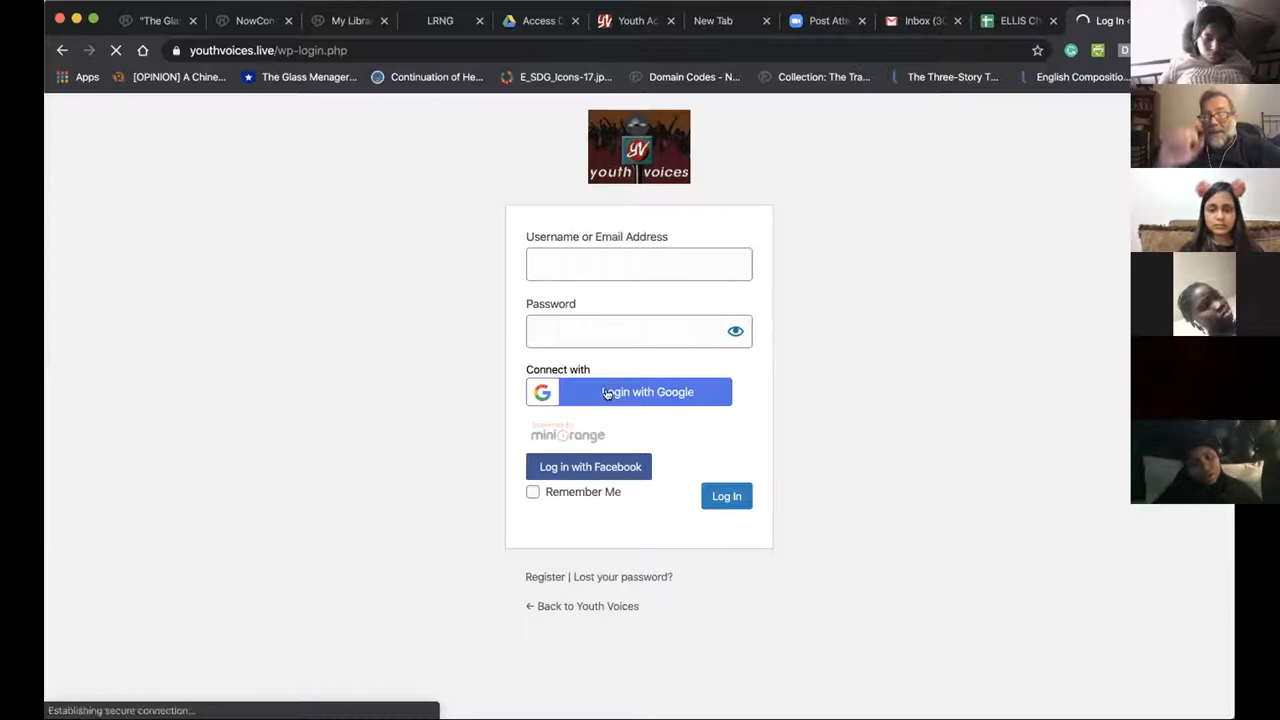 "The Gla
NowCon
My Libra
LRNG
Access D
Youth Ac
New Tab
Post Atte
Inbox (30
ELLIS Ch
Log In
youthvoices.live/wp-login.php
Apps
[OPINION] A Chine...
The Glass Menager...
Continuation of He...
E_SDG_Icons-17.jp...
Domain Codes - N...
Collection: The Tra...
The Three-Story T...
English Compositio...
YV
youth voices
Username or Email Address
Password
Connect with
Login with Google
powered by
miniOrange
Log in with Facebook
Remember Me
Log In
Register | Lost your password?
← Back to Youth Voices
Establishing secure connection...